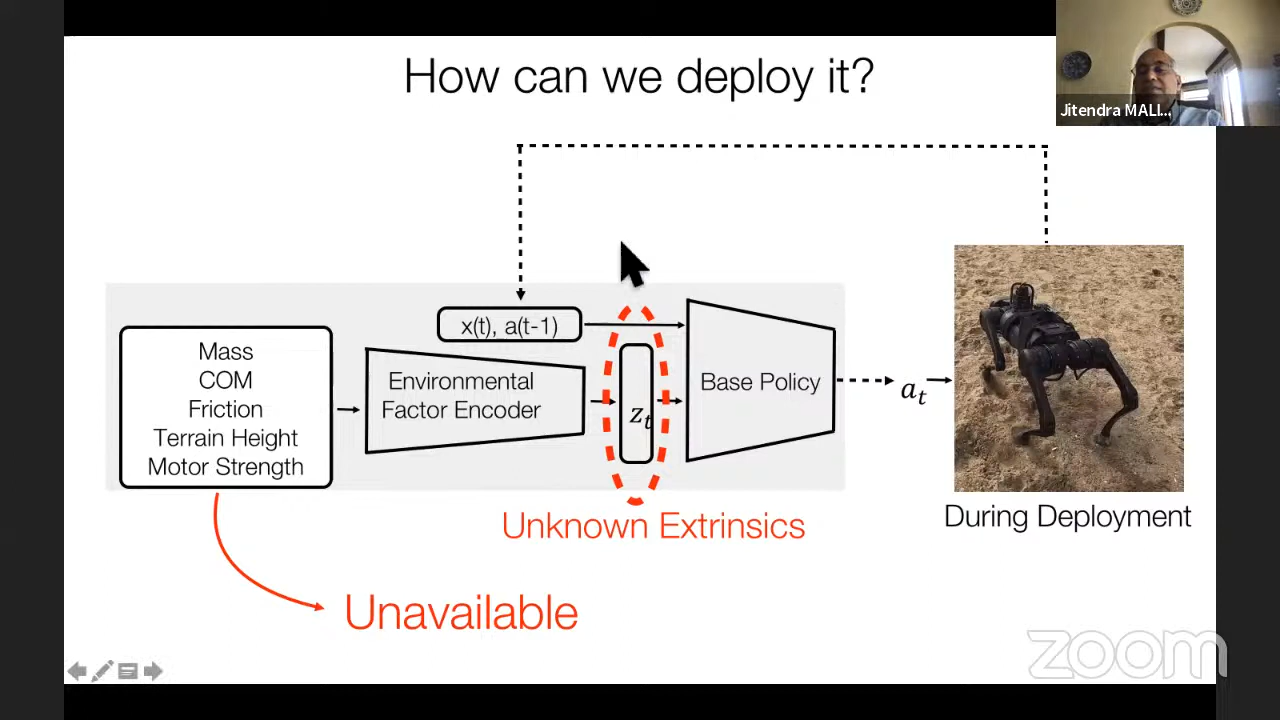 How can we deploy it?
Jitendra MALI...
x(t), a(t-1)
Mass
COM
Friction
Terrain Height
Motor Strength
Environmental
Factor Encoder
z_t
Base Policy
a_t
During Deployment
Unknown Extrinsics
Unavailable
zoom